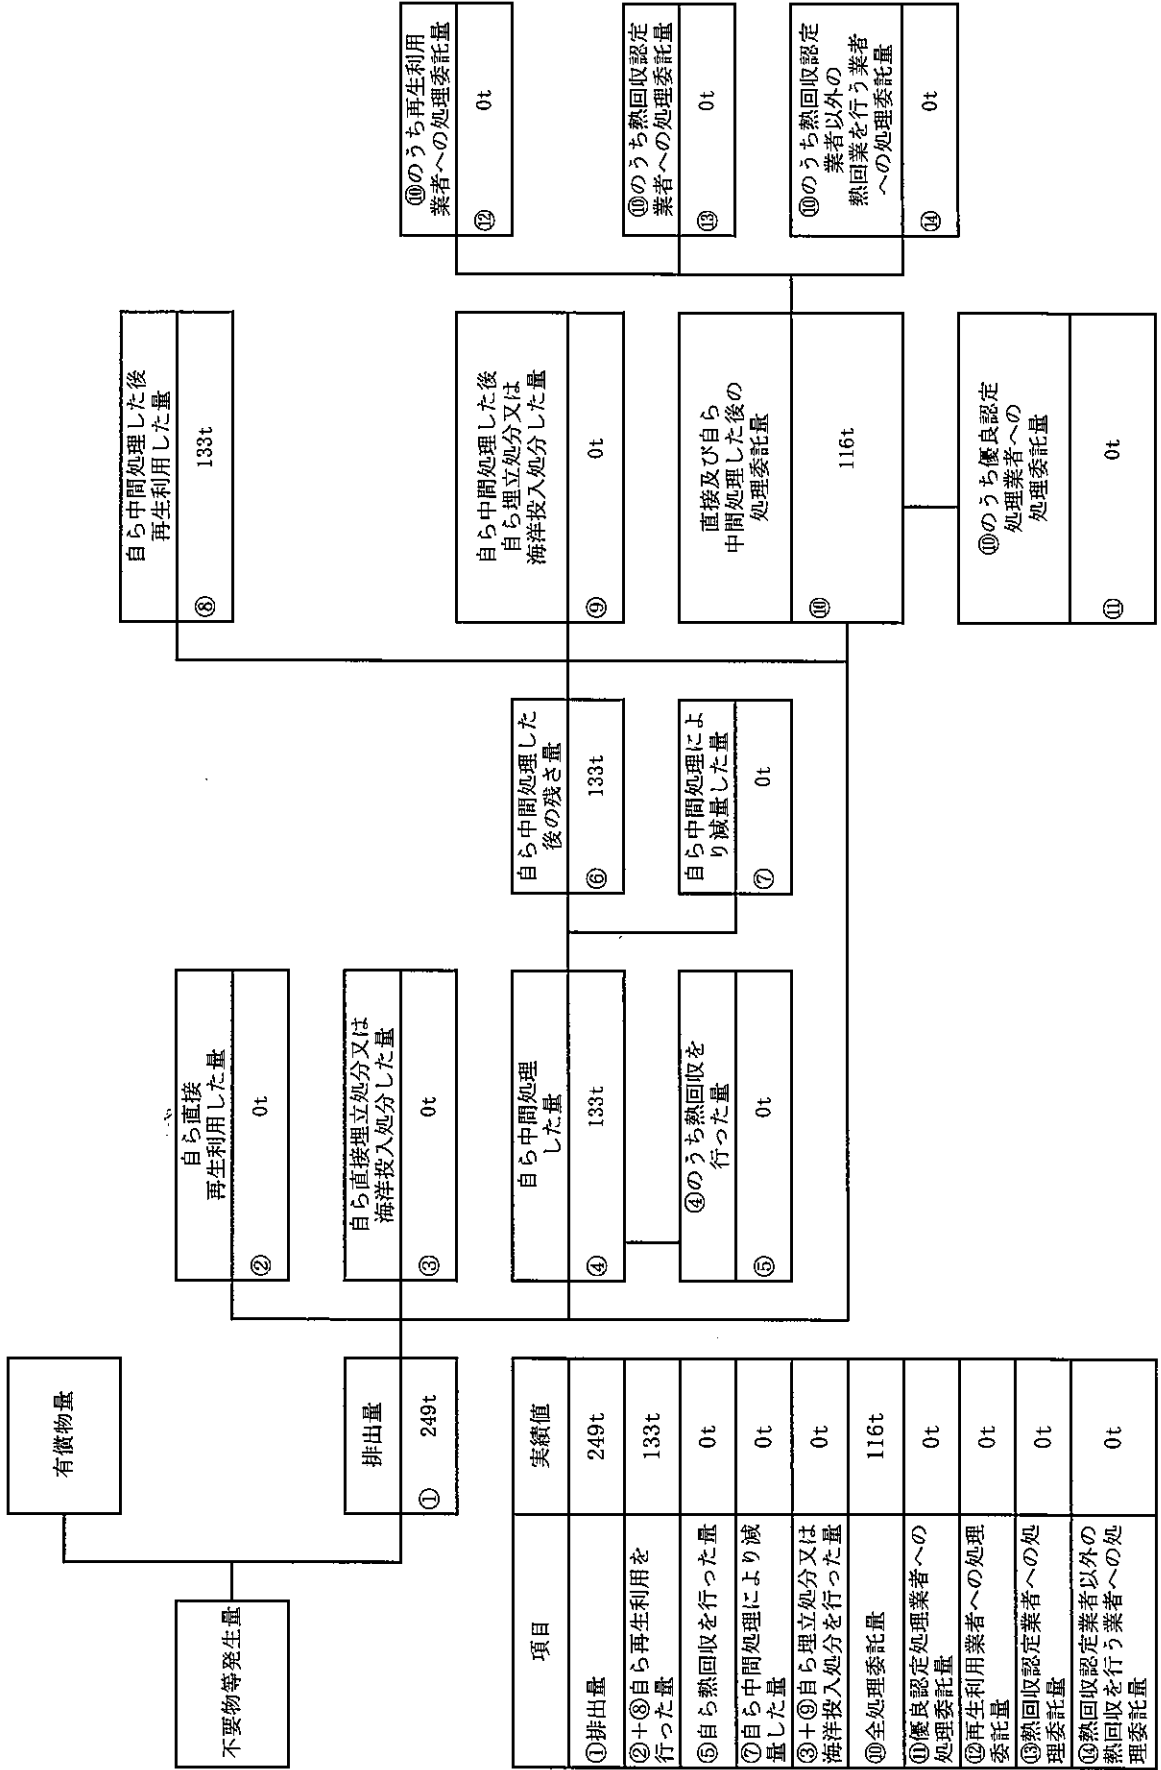 不要物等発生量
有償物量
排出量
① 249t
自ら直接
再生利用した量
② 0t
自ら直接埋立処分又は
海洋投入処分した量
③ 0t
自ら中間処理
した量
④ 133t
④のうち熱回収を
行った量
⑤ 0t
自ら中間処理した
後の残さ量
⑥ 133t
自ら中間処理によ
り減量した量
⑦ 0t
自ら中間処理した後
再生利用した量
⑧ 133t
自ら中間処理した後
自ら埋立処分又は
海洋投入処分した量
⑨ 0t
直接及び自ら
中間処理した後の
処理委託量
⑩ 116t
⑩のうち優良認定
処理業者への
処理委託量
⑪ 0t
⑩のうち再生利用
業者への処理委託量
⑫ 0t
⑩のうち熱回収認定
業者への処理委託量
⑬ 0t
⑩のうち熱回収認定
業者以外の
熱回業を行う業者
への処理委託量
⑭ 0t
項目 実績値
①排出量 249t
②+⑧自ら再生利用を
行った量 133t
⑤自ら熱回収を行った量 0t
⑦自ら中間処理により減
量した量 0t
③+⑨自ら埋立処分又は
海洋投入処分を行った量 0t
⑩全処理委託量 116t
⑪優良認定処理業者への
処理委託量 0t
⑫再生利用業者への処理
委託量 0t
⑬熱回収認定業者への処
理委託量 0t
⑭熱回収認定業者以外の
熱回収を行う業者への処
理委託量 0t